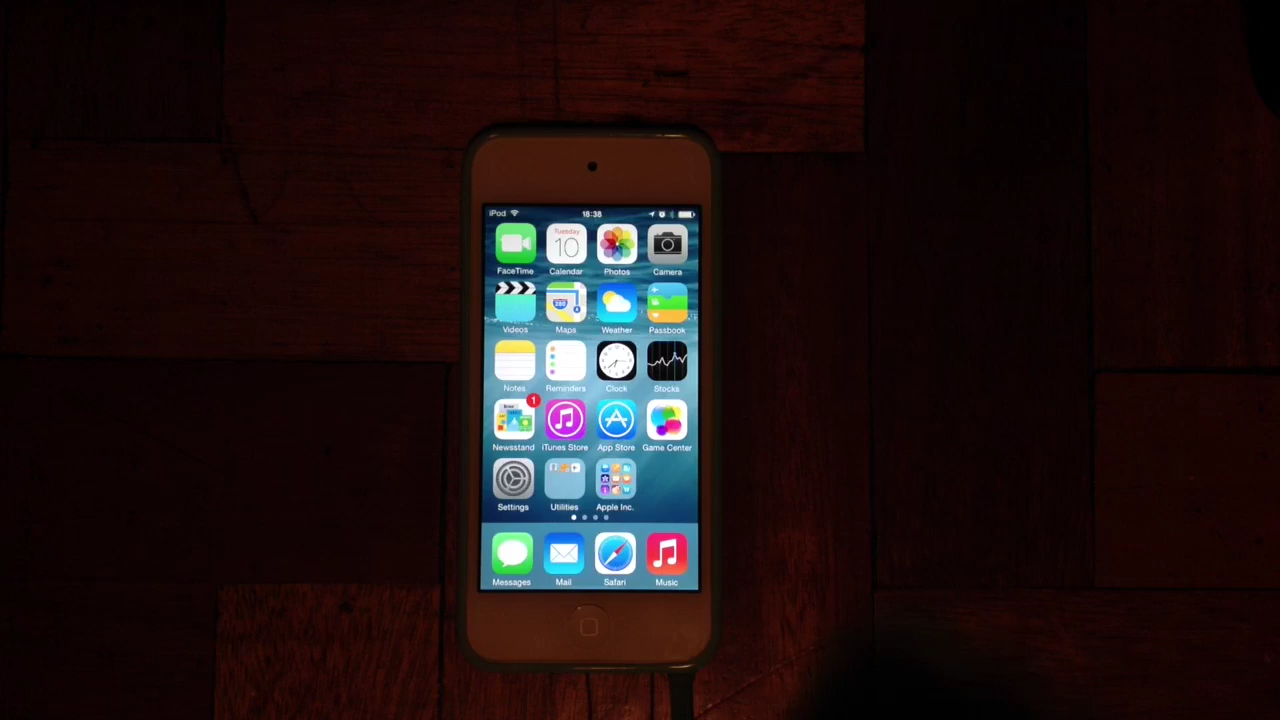 iPod 18:38
Tuesday
10
FaceTime Calendar Photos Camera
280
Videos Maps Weather Passbook
Notes Reminders Clock Stocks
1
Newsstand iTunes Store App Store Game Center
Settings Utilities Apple Inc.
Messages Mail Safari Music